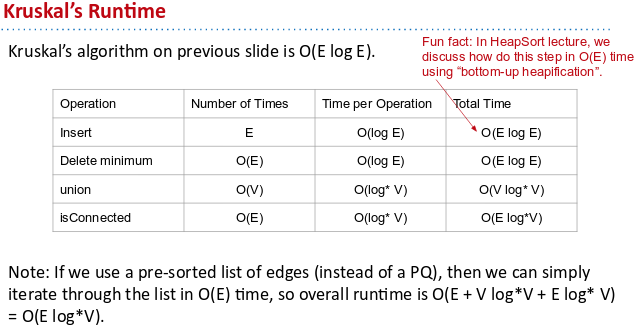 Kruskal's Runtime
Kruskal's algorithm on previous slide is O(E log E).
Fun fact: In HeapSort lecture, we
discuss how do this step in O(E) time
using "bottom-up heapification".
Operation Number of Times Time per Operation Total Time
Insert E O(log E) O(E log E)
Delete minimum O(E) O(log E) O(E log E)
union O(V) O(log* V) O(V log* V)
isConnected O(E) O(log* V) O(E log*V)
Note: If we use a pre-sorted list of edges (instead of a PQ), then we can simply
iterate through the list in O(E) time, so overall runtime is O(E + V log*V + E log* V)
= O(E log*V).